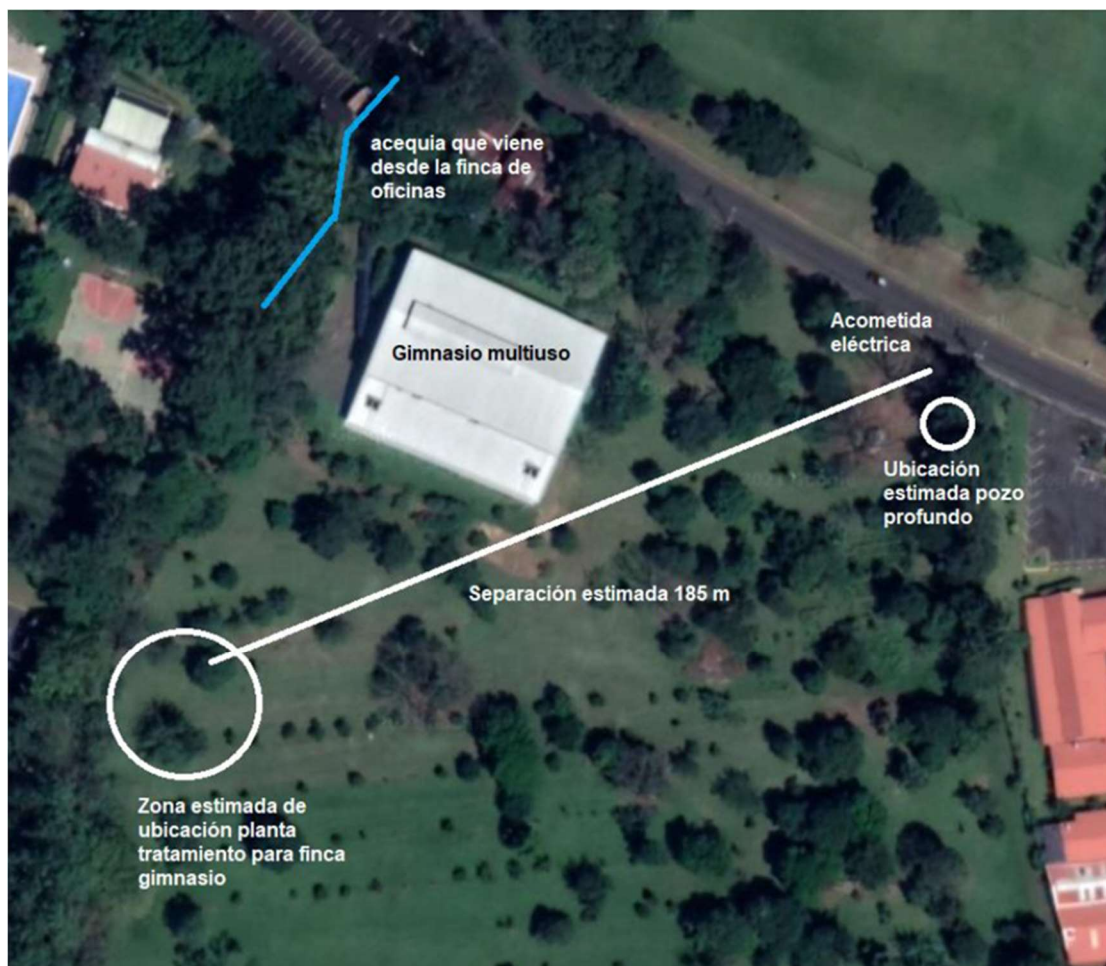 acequia que viene
desde la finca de
oficinas
Gimnasio multiuso
Acometida
eléctrica
Ubicación
estimada pozo
profundo
Separación estimada 185 m
Zona estimada de
ubicación planta
tratamiento para finca
gimnasio